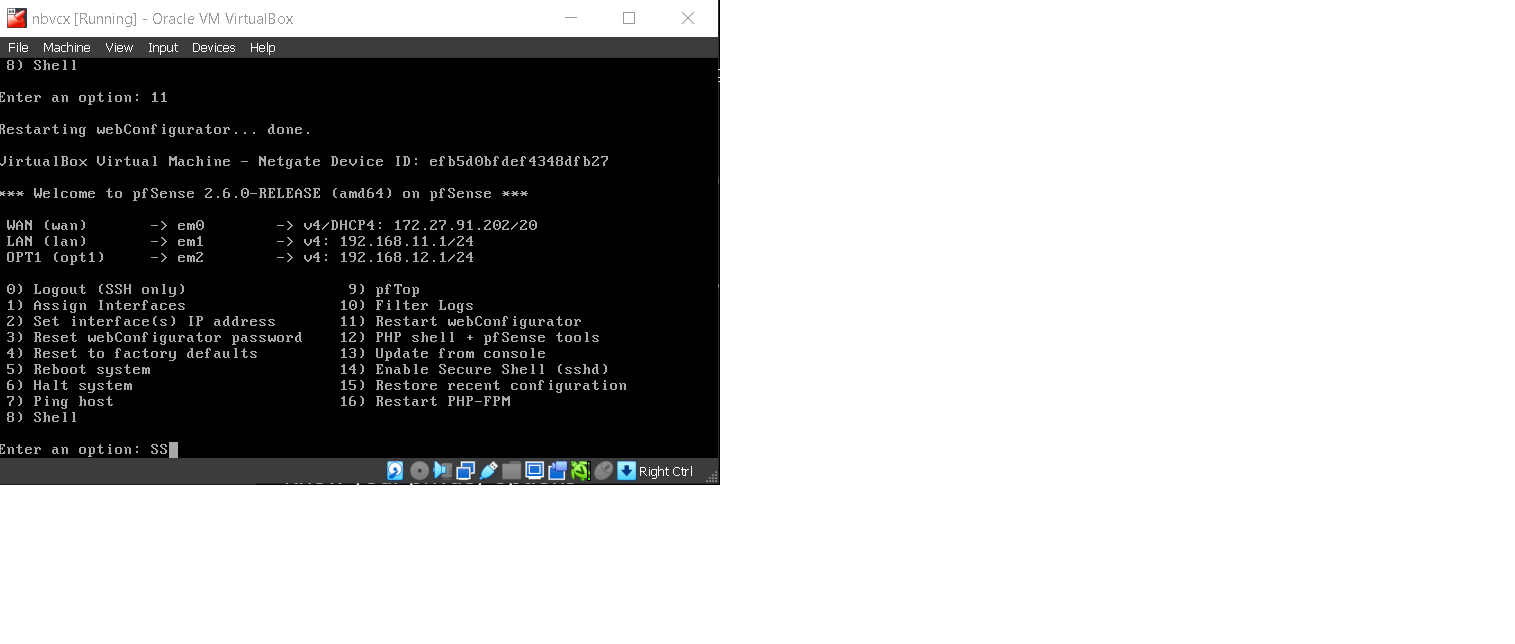 nbvcx [Running] - Oracle VM VirtualBox
File Machine View Input Devices Help
8) Shell
Enter an option: 11
Restarting webConfigurator... done.
VirtualBox Virtual Machine - Netgate Device ID: efb5d0bfdef4348dfb27
*** Welcome to pfSense 2.6.0-RELEASE (amd64) on pfSense ***
WAN (wan) -> em0 -> v4/DHCP4: 172.27.91.202/20
LAN (lan) -> em1 -> v4: 192.168.11.1/24
OPT1 (opt1) -> em2 -> v4: 192.168.12.1/24
0) Logout (SSH only) 9) pfTop
1) Assign Interfaces 10) Filter Logs
2) Set interface(s) IP address 11) Restart webConfigurator
3) Reset webConfigurator password 12) PHP shell + pfSense tools
4) Reset to factory defaults 13) Update from console
5) Reboot system 14) Enable Secure Shell (sshd)
6) Halt system 15) Restore recent configuration
7) Ping host 16) Restart PHP-FPM
8) Shell
Enter an option: SS
Right Ctrl